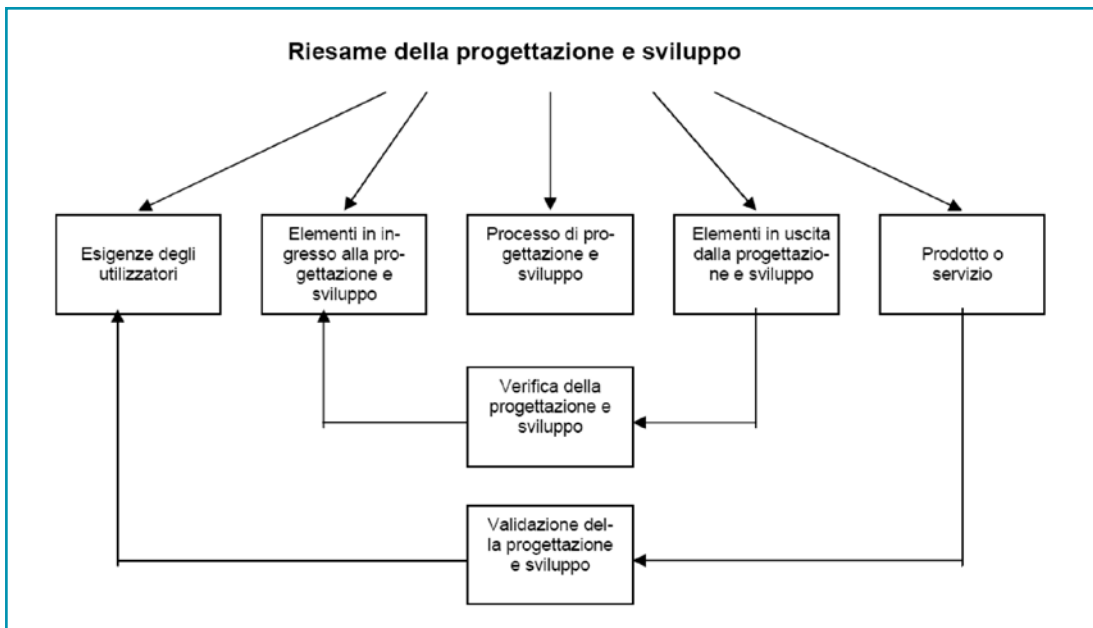 Riesame della progettazione e sviluppo
Esigenze degli
utilizzatori
Elementi in in-
gresso alla pro-
gettazione e
sviluppo
Processo di pro-
gettazione e
sviluppo
Elementi in uscita
dalla progettazio-
ne e sviluppo
Prodotto o
servizio
Verifica della
progettazione e
sviluppo
Validazione del-
la progettazione
e sviluppo